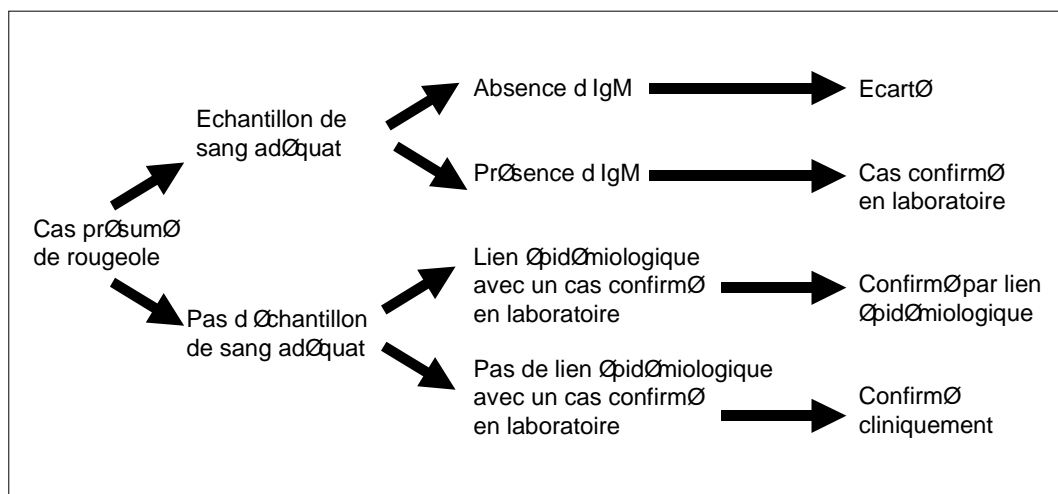 Absence d IgM
EcartØ
Echantillon de
sang adØquat
PrØsence d IgM
Cas confirmØ
en laboratoire
Cas prØsumØ
de rougeole
Lien ØpidØmiologique
avec un cas confirmØ
en laboratoire
ConfirmØ par lien
ØpidØmiologique
Pas d Øchantillon
de sang adØquat
Pas de lien ØpidØmiologique
avec un cas confirmØ
en laboratoire
ConfirmØ
cliniquement